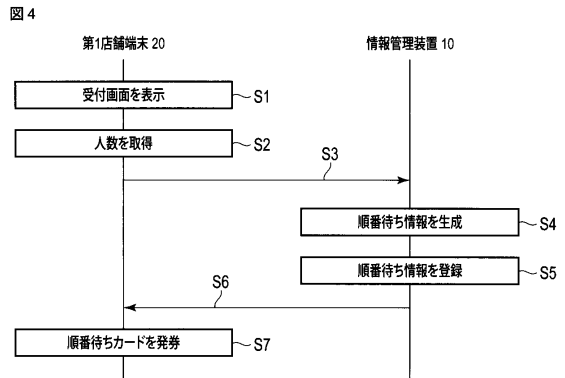 図4
第1店舗端末 20
情報管理装置 10
受付画面を表示
S1
人数を取得
S2
S3
順番待ち情報を生成
S4
順番待ち情報を登録
S5
S6
順番待ちカードを発券
S7